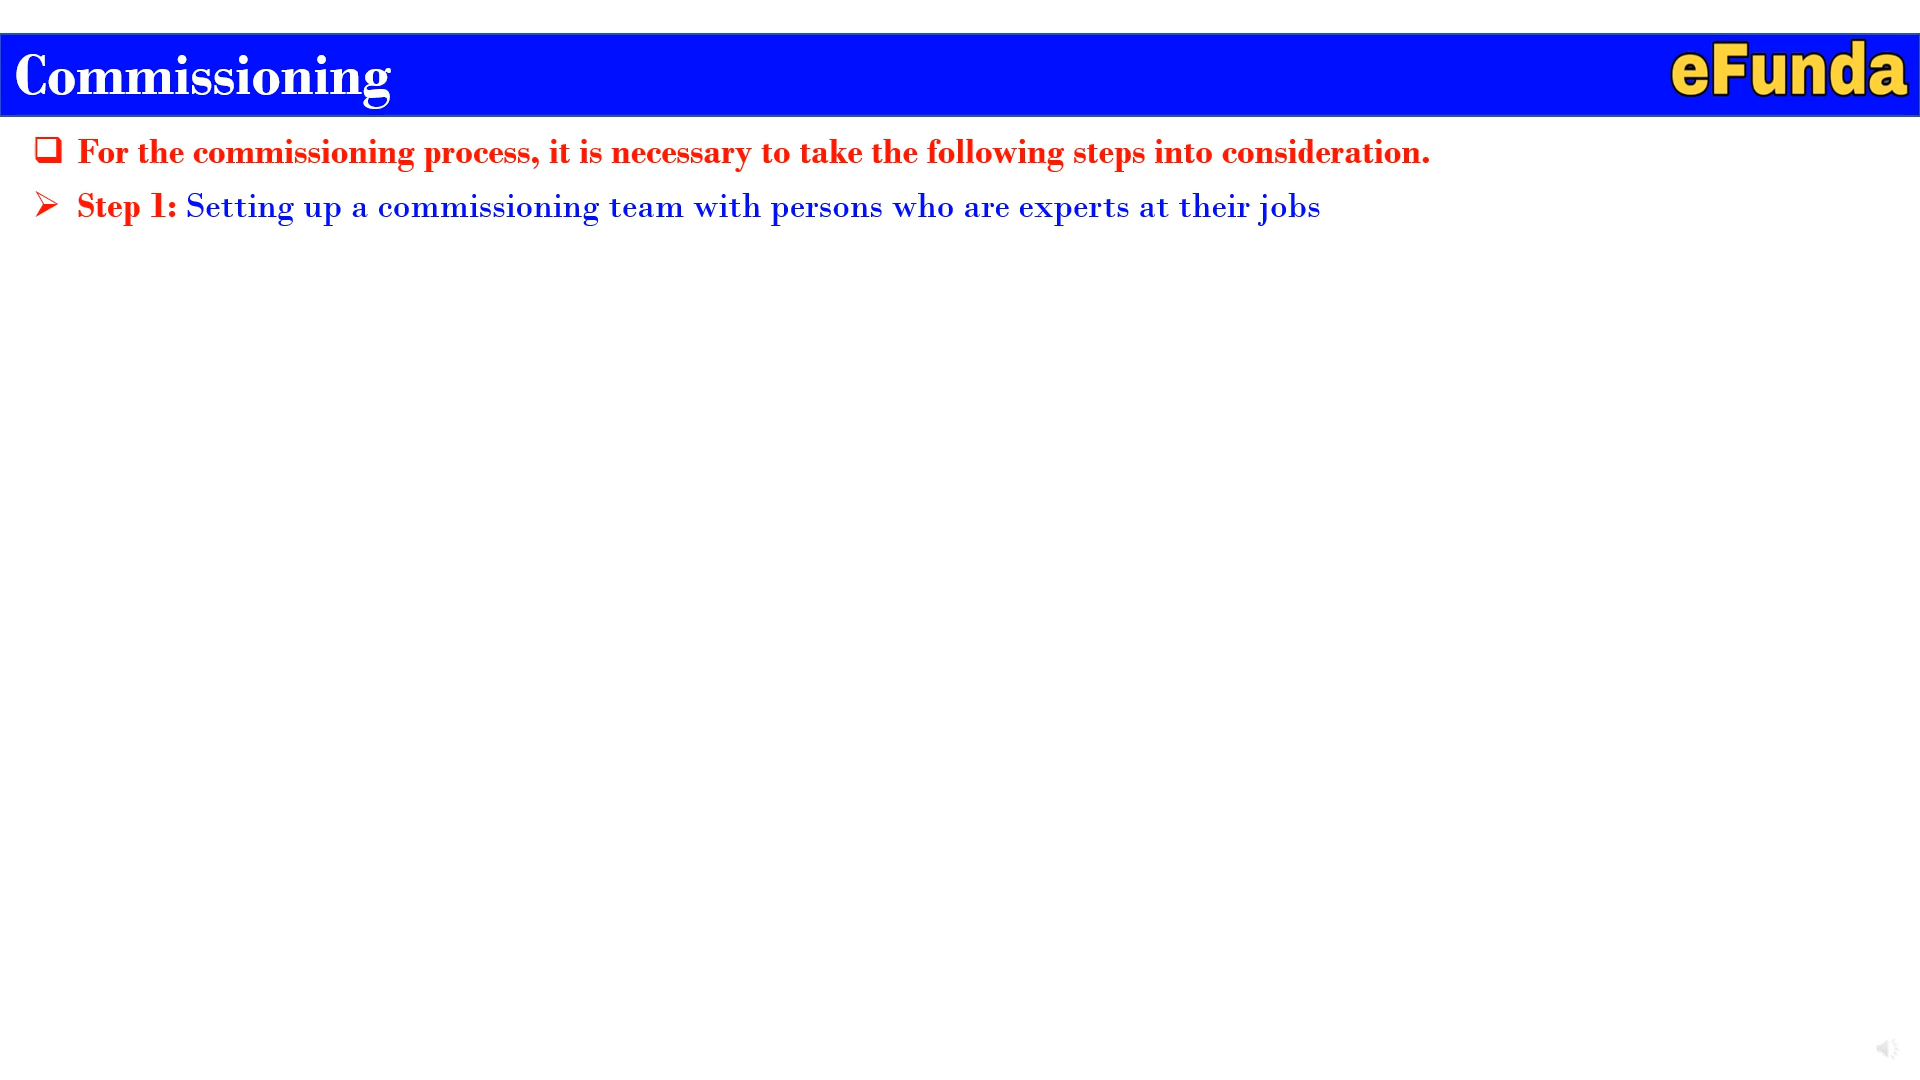 Commissioning
eFunda
For the commissioning process, it is necessary to take the following steps into consideration.
Step 1: Setting up a commissioning team with persons who are experts at their jobs